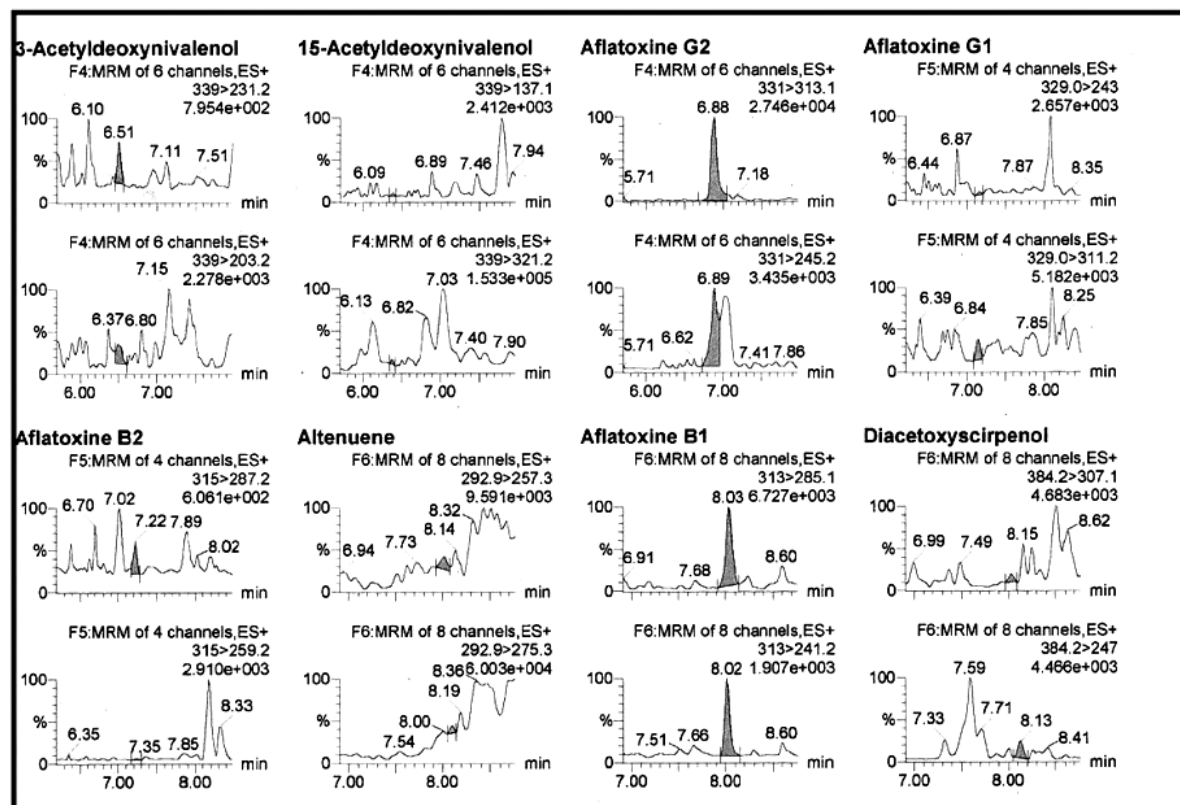 3-Acetyldeoxynivalenol
F4:MRM of 6 channels,ES+
339>231.2
7.954e+002
100
6.10
6.51
7.11
7.51
%
0
min
F4:MRM of 6 channels,ES+
339>203.2
2.278e+003
7.15
100
6.37
6.80
%
0
min
6.00
7.00
15-Acetyldeoxynivalenol
F4:MRM of 6 channels,ES+
339>137.1
2.412e+003
100
6.09
6.89
7.46
7.94
%
0
min
F4:MRM of 6 channels,ES+
339>321.2
1.533e+005
7.03
100
6.13
6.82
7.40
7.90
%
0
min
6.00
7.00
Aflatoxine G2
F4:MRM of 6 channels,ES+
331>313.1
2.746e+004
6.88
100
5.71
7.18
%
0
min
F4:MRM of 6 channels,ES+
331>245.2
3.435e+003
6.89
100
5.71
6.62
7.41
7.86
%
0
min
6.00
7.00
Aflatoxine G1
F5:MRM of 4 channels,ES+
329.0>243
2.657e+003
100
6.44
6.87
7.87
8.35
%
0
min
F5:MRM of 4 channels,ES+
329.0>311.2
5.182e+003
100
6.39
6.84
7.85
8.25
%
0
min
7.00
8.00
Aflatoxine B2
F5:MRM of 4 channels,ES+
315>287.2
6.061e+002
100
6.70
7.02
7.22
7.89
8.02
%
0
min
F5:MRM of 4 channels,ES+
315>259.2
2.910e+003
100
6.35
7.35
7.85
8.33
%
0
min
7.00
8.00
Altenuene
F6:MRM of 8 channels,ES+
292.9>257.3
9.591e+003
100
6.94
7.73
8.14
8.32
%
0
min
F6:MRM of 8 channels,ES+
292.9>275.3
6.003e+004
100
7.54
8.00
8.19
8.36
%
0
min
7.00
8.00
Aflatoxine B1
F6:MRM of 8 channels,ES+
313>285.1
6.727e+003
8.03
100
6.91
7.68
8.60
%
0
min
F6:MRM of 8 channels,ES+
313>241.2
1.907e+003
8.02
100
7.51
7.66
8.60
%
0
min
7.00
8.00
Diacetoxyscirpenol
F6:MRM of 8 channels,ES+
384.2>307.1
4.683e+003
100
6.99
7.49
8.15
8.62
%
0
min
F6:MRM of 8 channels,ES+
384.2>247
4.466e+003
7.59
100
7.33
7.71
8.13
8.41
%
0
min
7.00
8.00